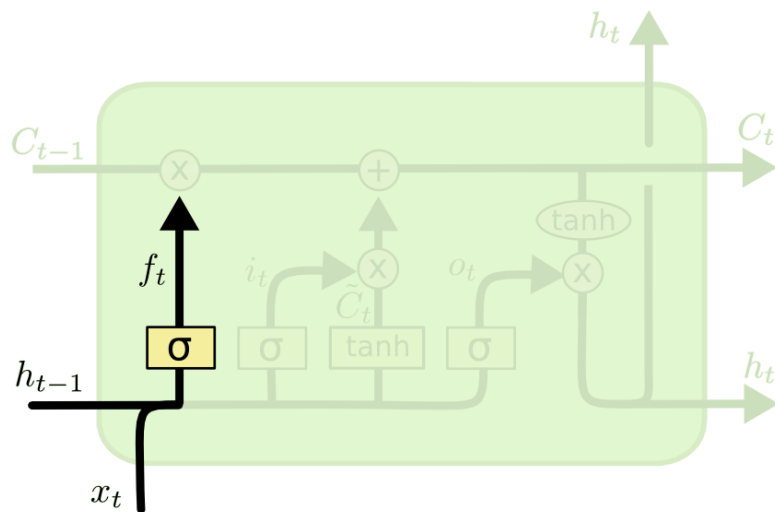 h_t
C_{t-1}
C_t
x
+
tanh
f_t
i_t
x
o_t
x
C̃_t
σ
σ
tanh
σ
h_{t-1}
h_t
x_t